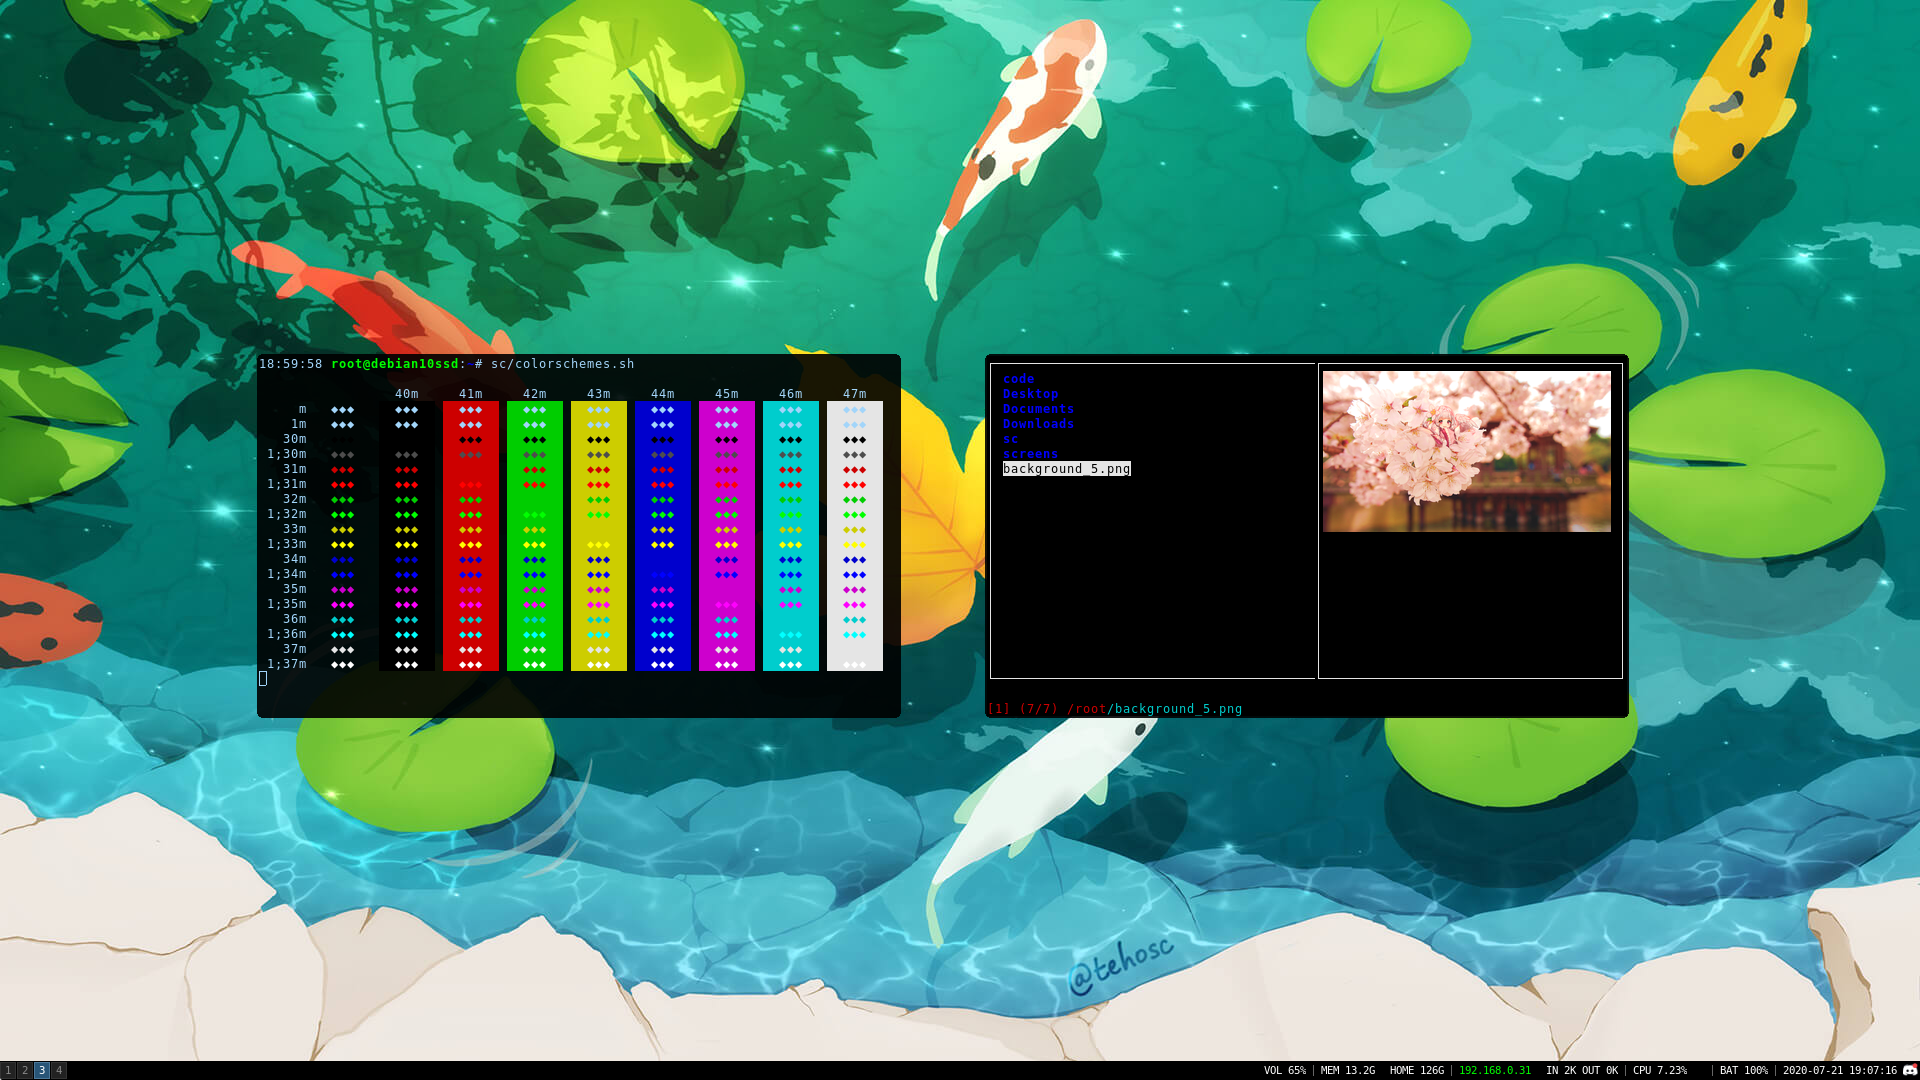 18:59:58 root@debian10ssd:~# sc/colorschemes.sh
40m 41m 42m 43m 44m 45m 46m 47m
m
1m
30m
1;30m
31m
1;31m
32m
1;32m
33m
1;33m
34m
1;34m
35m
1;35m
36m
1;36m
37m
1;37m
code
Desktop
Documents
Downloads
sc
screens
background_5.png
[1] (7/7) /root/background_5.png
@tehosc
1 2 3 4
VOL 65% | MEM 13.2G HOME 126G | 192.168.0.31 IN 2K OUT 0K | CPU 7.23% | BAT 100% | 2020-07-21 19:07:16